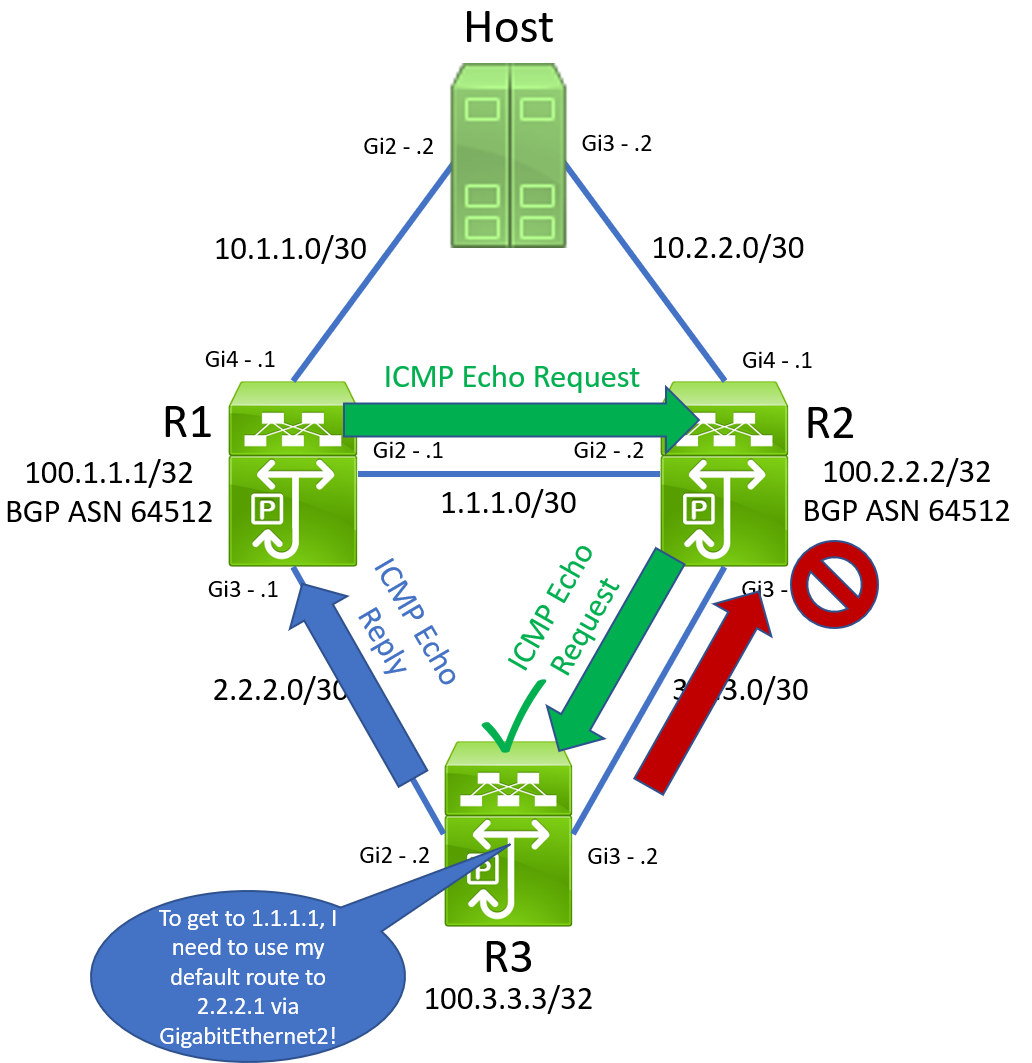 Host
Gi2 - .2
Gi3 - .2
10.1.1.0/30
10.2.2.0/30
Gi4 - .1
Gi4 - .1
ICMP Echo Request
R1
R2
100.1.1.1/32
BGP ASN 64512
Gi2 - .1
Gi2 - .2
1.1.1.0/30
100.2.2.2/32
BGP ASN 64512
P
P
Gi3 - .1
Gi3 -
ICMP Echo
Reply
ICMP Echo
Request
2.2.2.0/30
3.0/30
Gi2 - .2
Gi3 - .2
P
To get to 1.1.1.1, I
need to use my
default route to
2.2.2.1 via
GigabitEthernet2!
R3
100.3.3.3/32